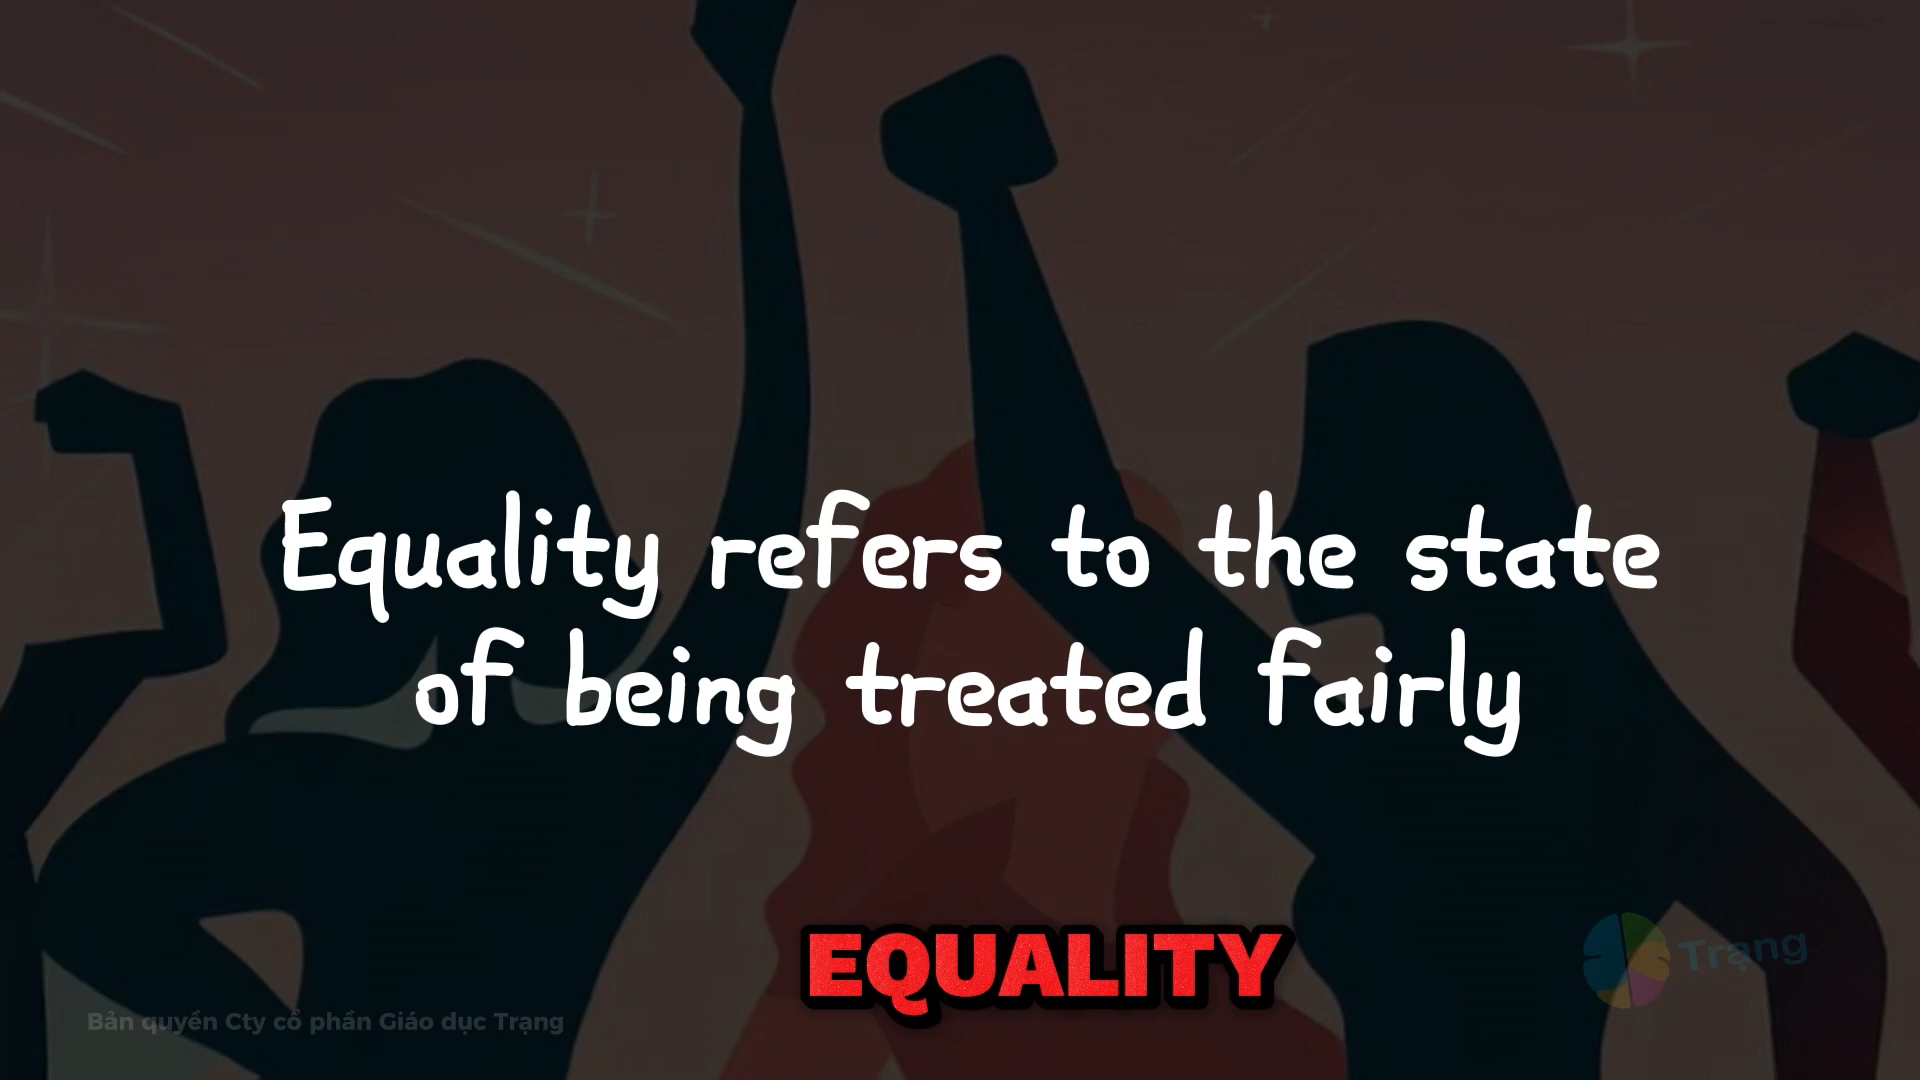 Equality refers to the state
of being treated fairly
EQUALITY
Trạng
Bản quyền Cty cổ phần Giáo dục Trạng